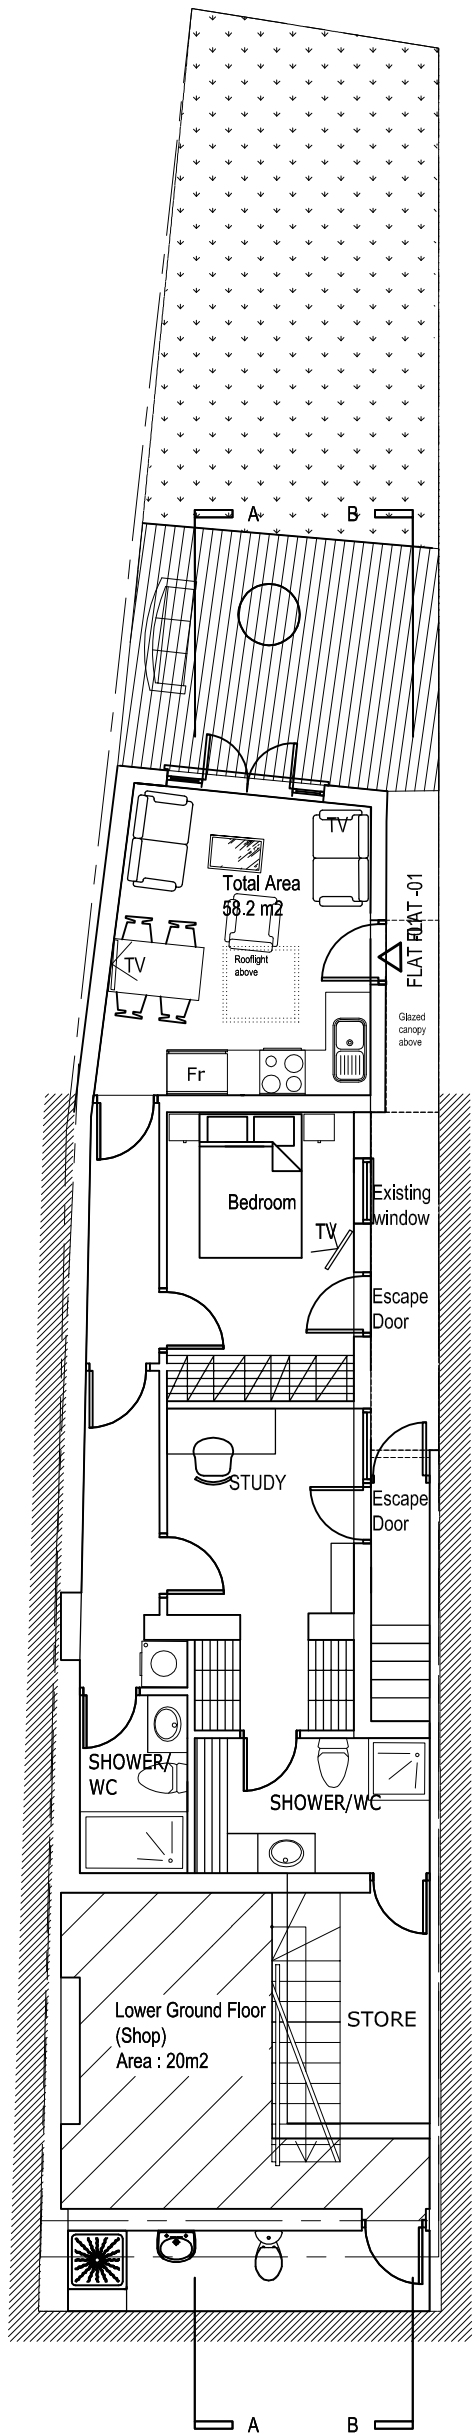 A B
TV
Total Area
58.2 m2
FLAT -01
FLAT -01
TV
Rooflight
above
Glazed
canopy
above
Fr
Bedroom
Existing
window
TV
Escape
Door
STUDY
Escape
Door
SHOWER/
WC
SHOWER/WC
Lower Ground Floor
(Shop)
Area : 20m2
STORE
A B